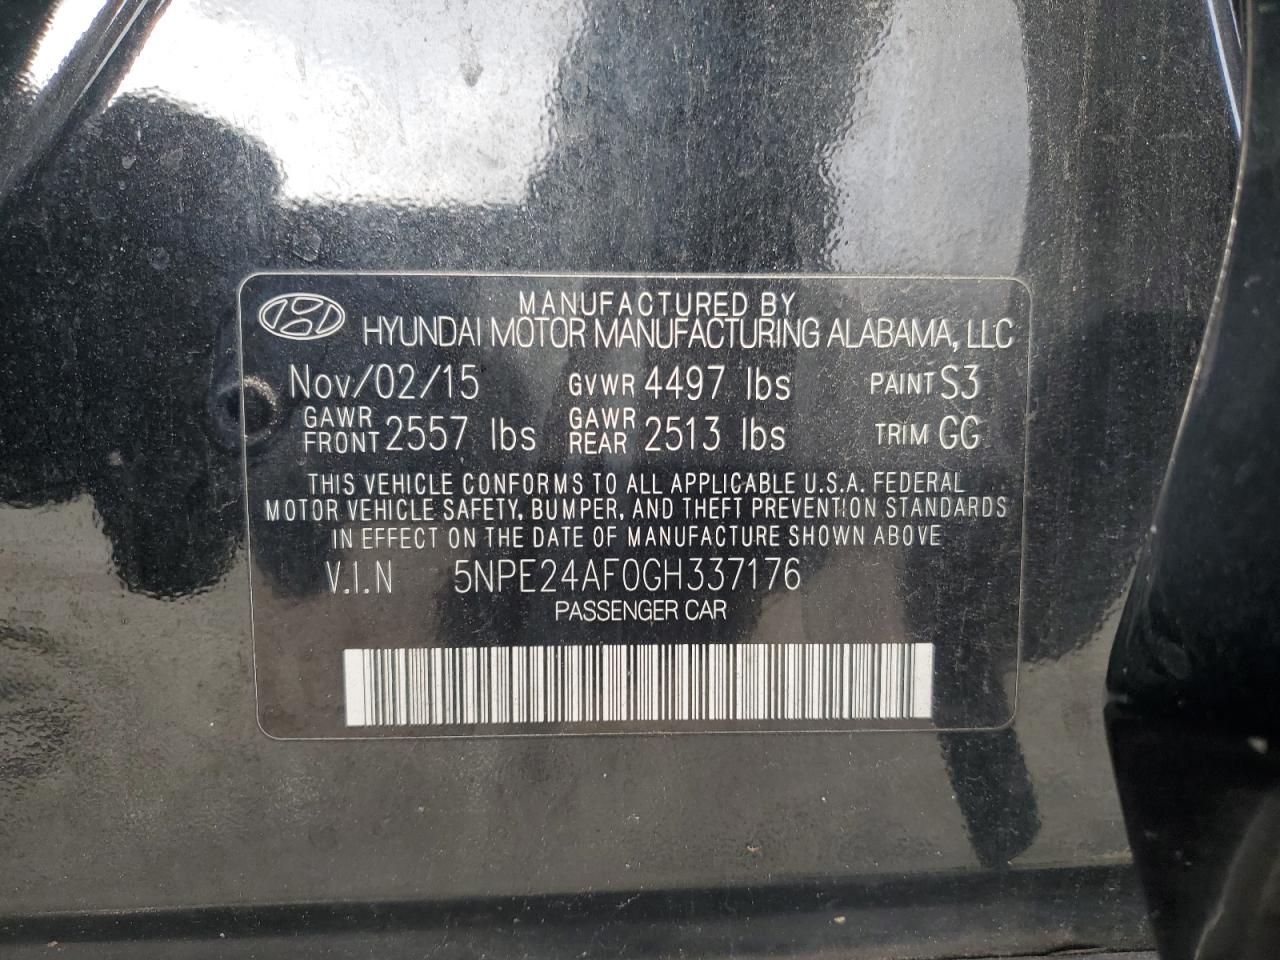 MANUFACTURED BY
HYUNDAI MOTOR MANUFACTURING ALABAMA, LLC
Nov/02/15 GVWR 4497 lbs PAINT S3
GAWR FRONT 2557 lbs GAWR REAR 2513 lbs TRIM GG
THIS VEHICLE CONFORMS TO ALL APPLICABLE U.S.A. FEDERAL
MOTOR VEHICLE SAFETY, BUMPER, AND THEFT PREVENTION STANDARDS
IN EFFECT ON THE DATE OF MANUFACTURE SHOWN ABOVE
V.I.N 5NPE24AF0GH337176
PASSENGER CAR